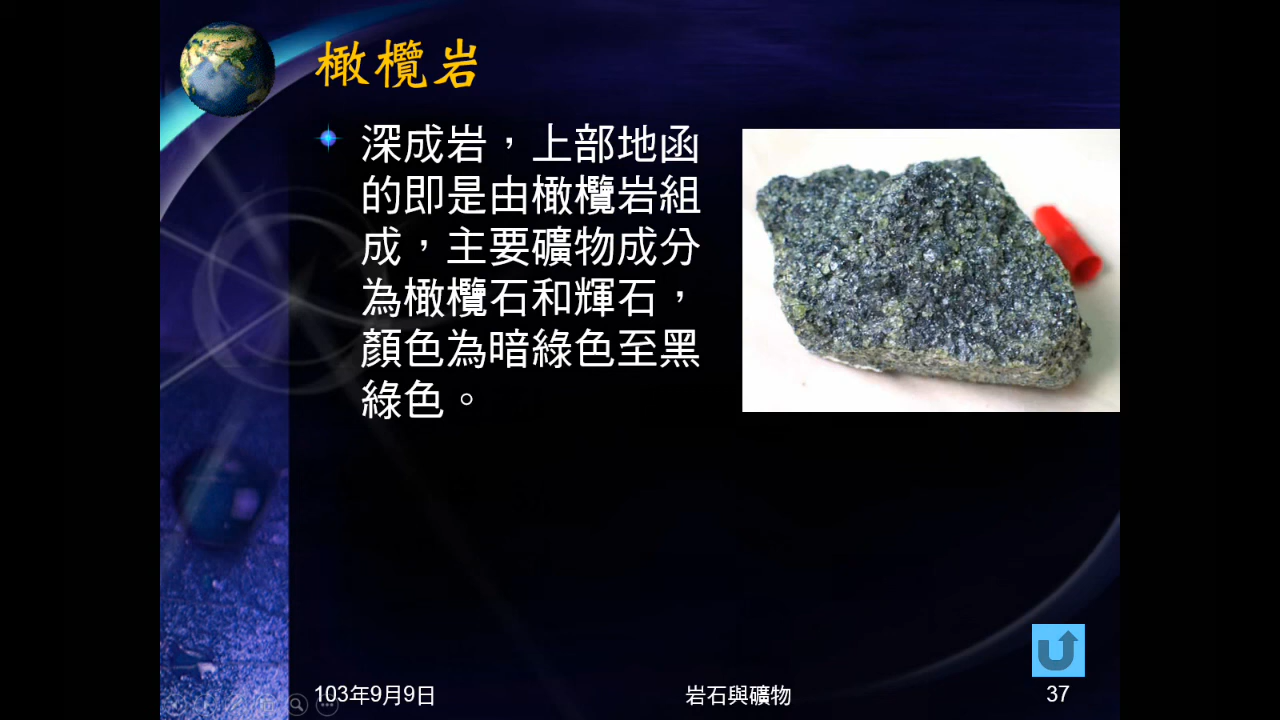 橄欖岩
深成岩，上部地函
的即是由橄欖岩組
成，主要礦物成分
為橄欖石和輝石，
顏色為暗綠色至黑
綠色。
103年9月9日
岩石與礦物
37